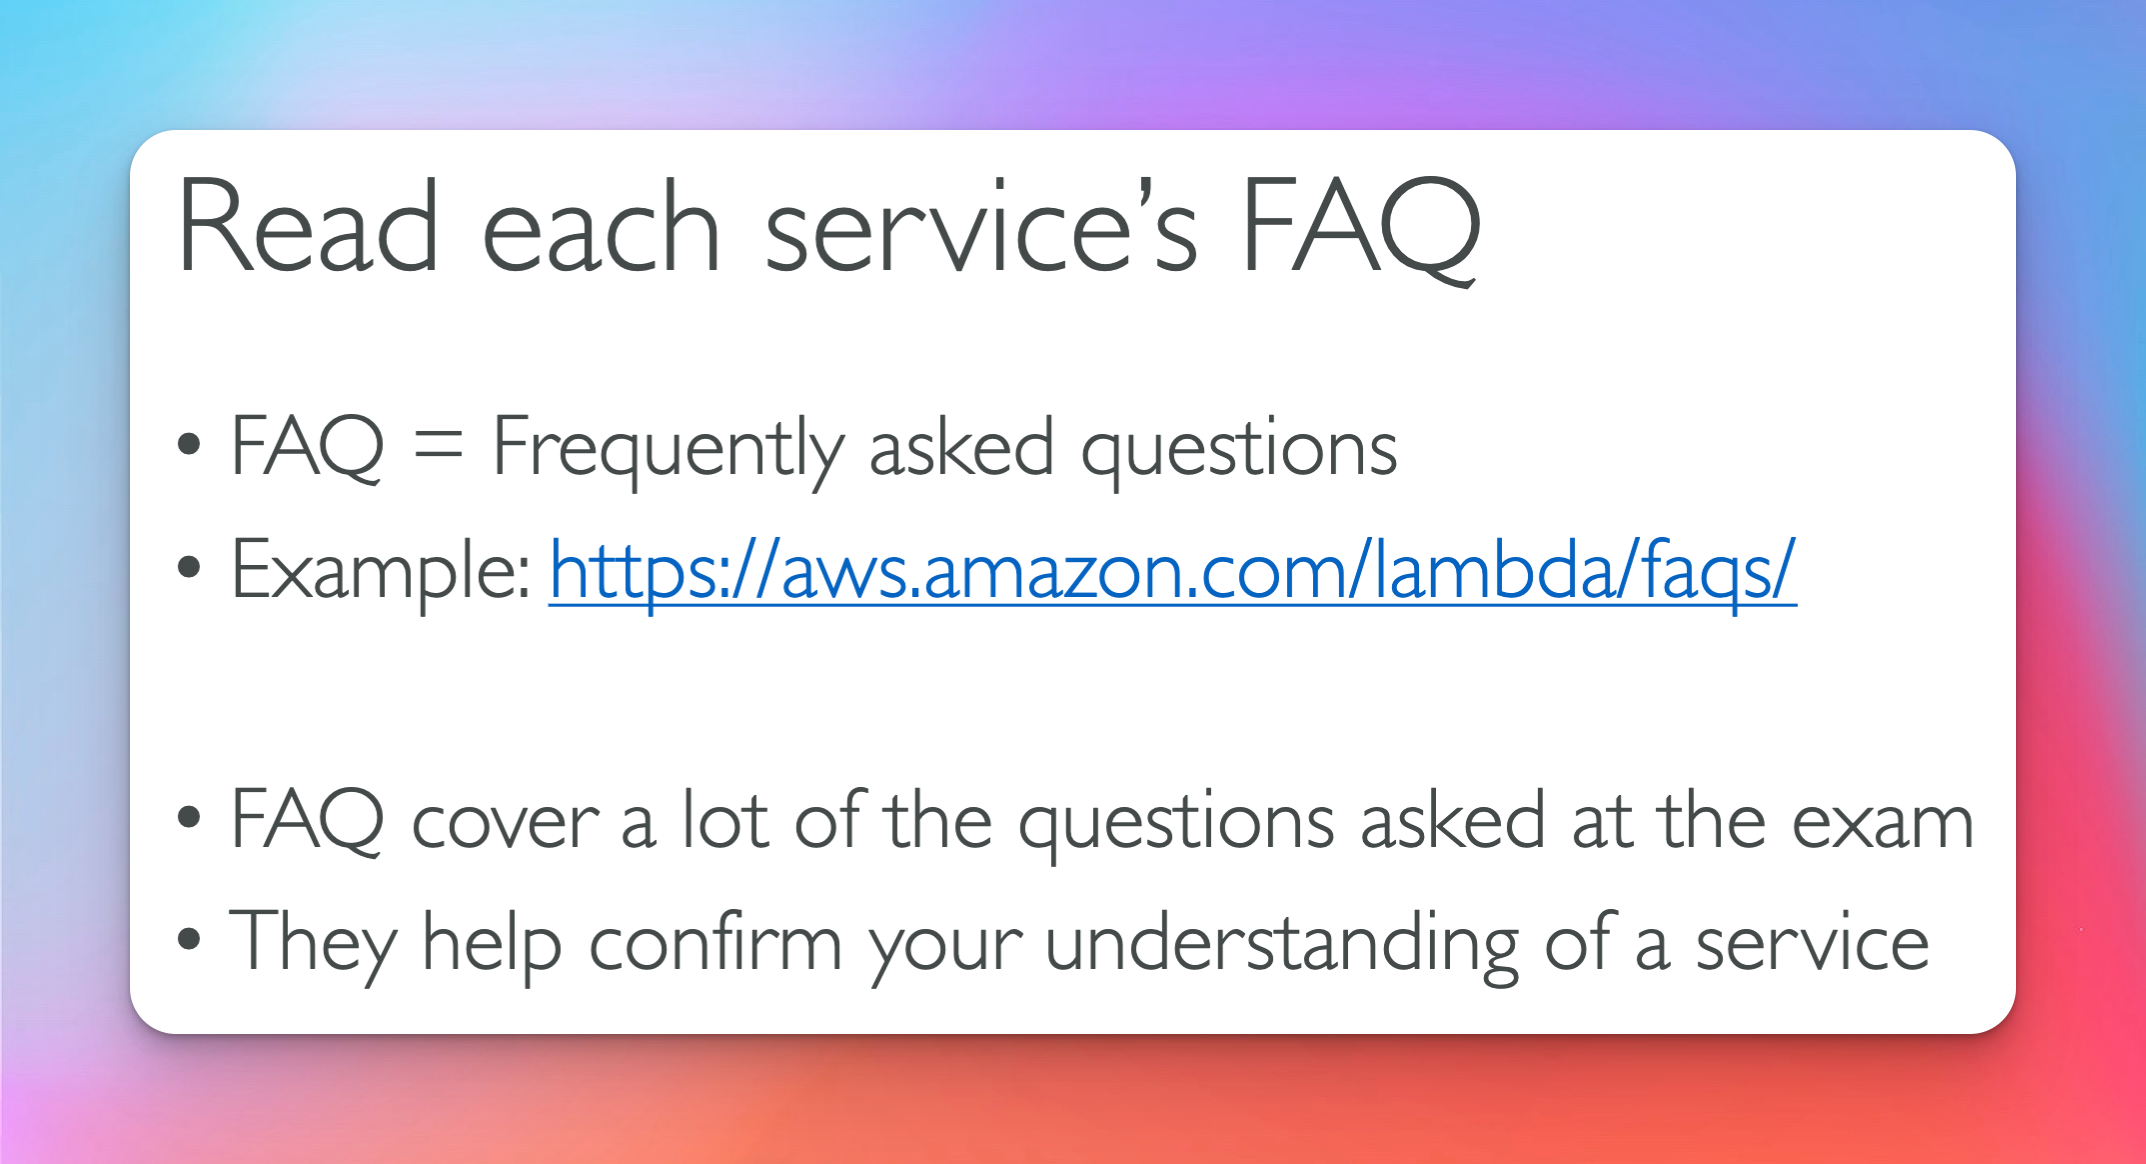 Read each service’s FAQ
• FAQ = Frequently asked questions
• Example: https://aws.amazon.com/lambda/faqs/
• FAQ cover a lot of the questions asked at the exam
• They help confirm your understanding of a service